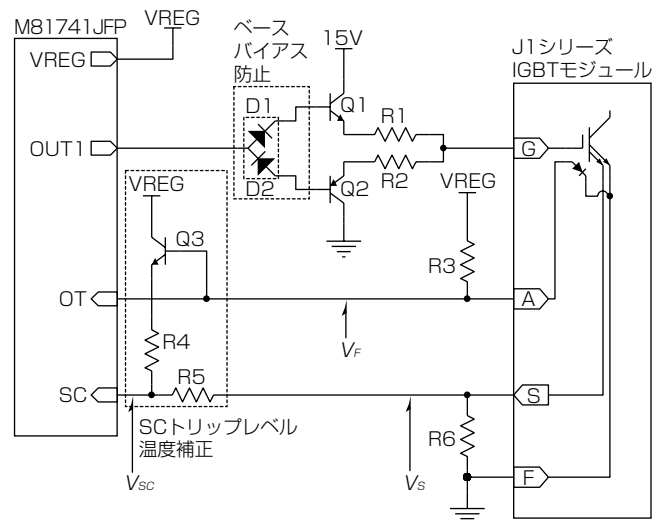 M81741JFP
VREG
VREG
OUT1
OT
SC
ベース
バイアス
防止
D1
D2
15V
Q1
Q2
R1
R2
VREG
Q3
R4
R5
SCトリップレベル
温度補正
VREG
R3
VF
VSC
VS
R6
J1シリーズ
IGBTモジュール
G
A
S
F